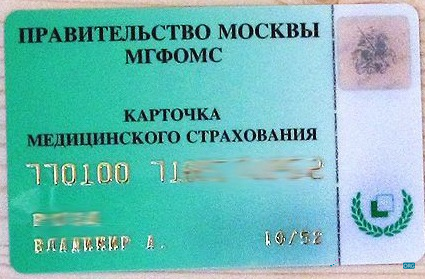 ПРАВИТЕЛЬСТВО МОСКВЫ
МГФОМС
КАРТОЧКА
МЕДИЦИНСКОГО СТРАХОВАНИЯ
770100
ВЛАДИМИР А. 10/52